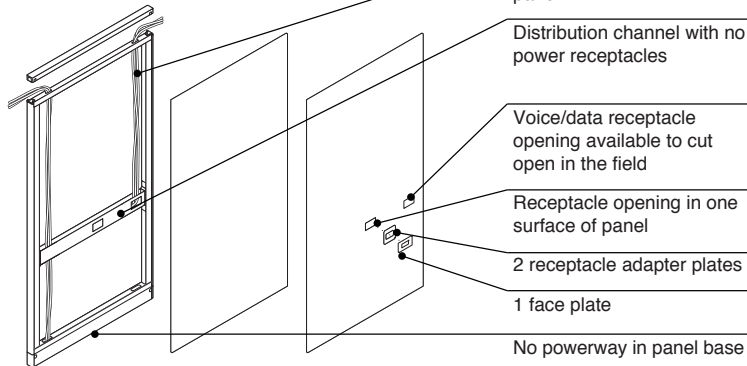 Distribution channel with no
power receptacles
Voice/data receptacle
opening available to cut
open in the field
Receptacle opening in one
surface of panel
2 receptacle adapter plates
1 face plate
No powerway in panel base